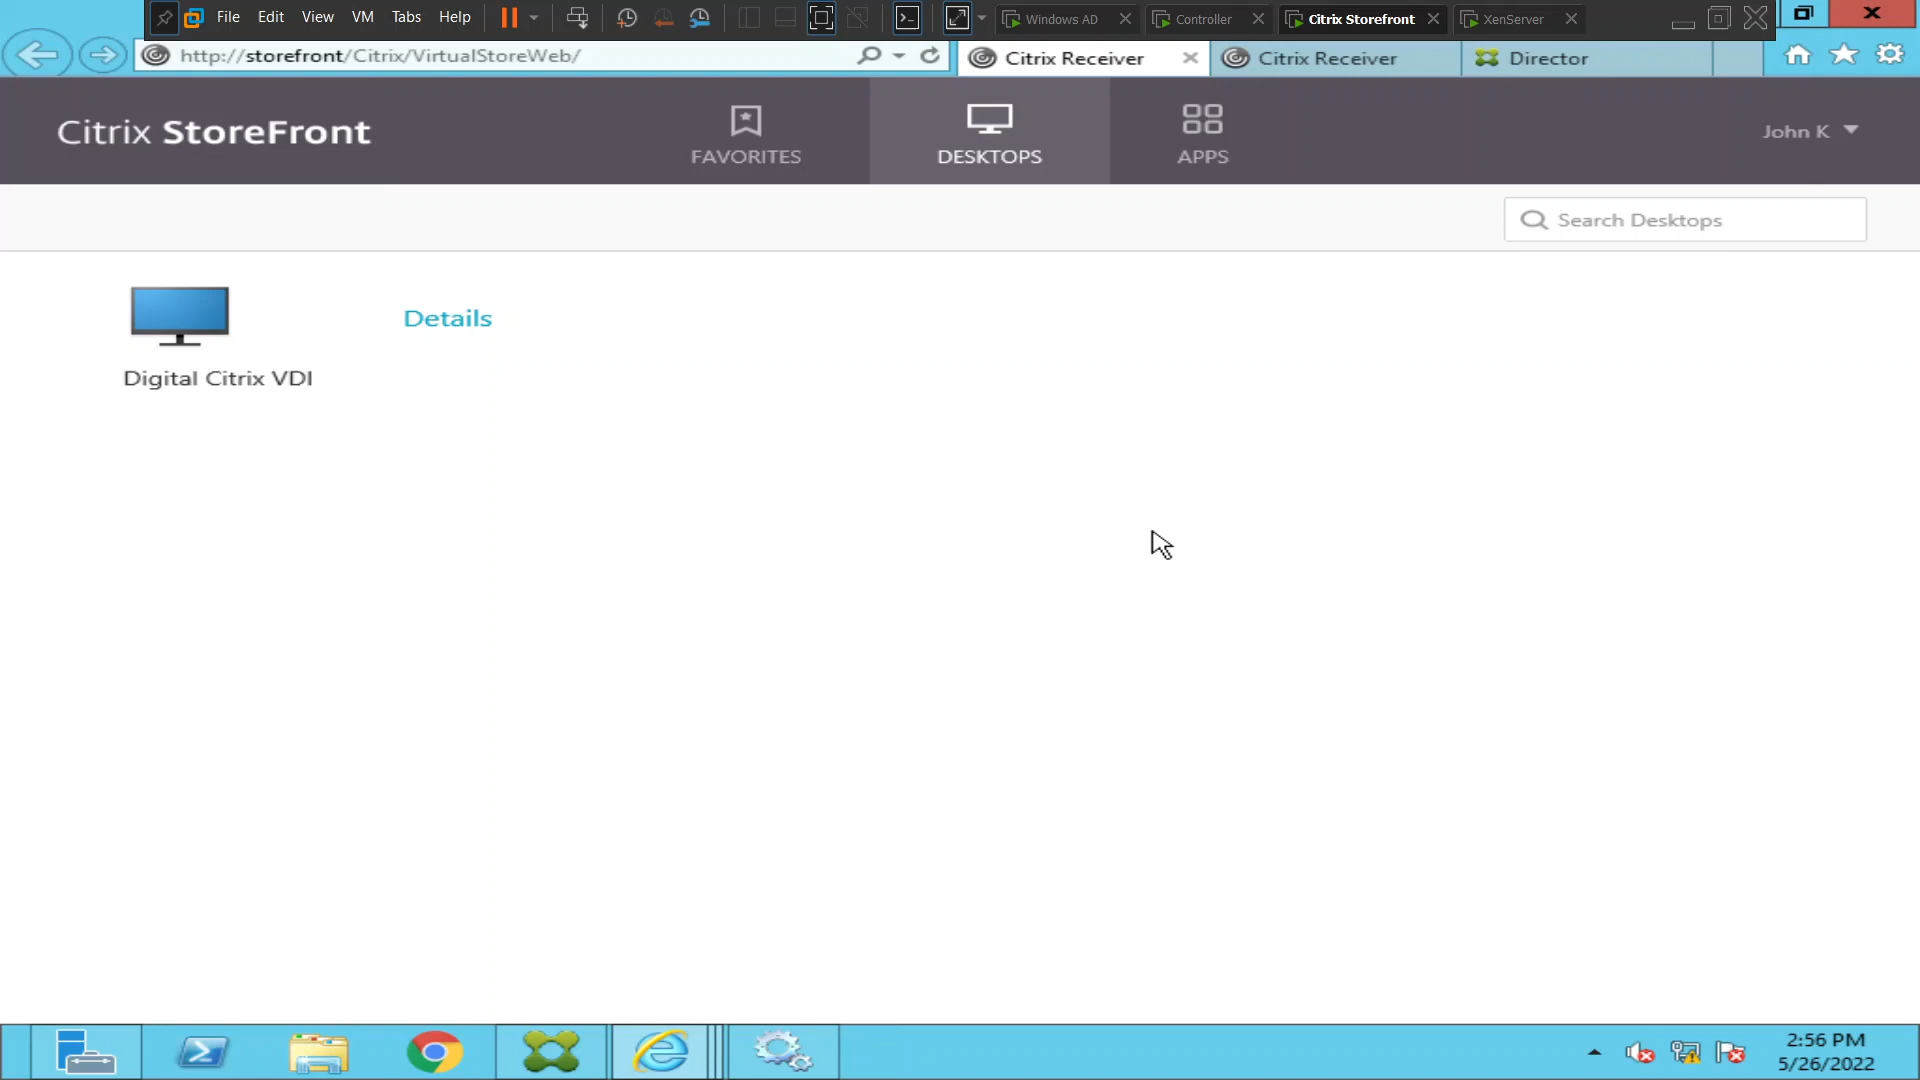 File Edit View VM Tabs Help Windows AD Controller Citrix Storefront XenServer
http://storefront/Citrix/VirtualStoreWeb/ Citrix Receiver Citrix Receiver Director
Citrix StoreFront
FAVORITES
DESKTOPS
APPS
John K
Search Desktops
Details
Digital Citrix VDI
2:56 PM
5/26/2022